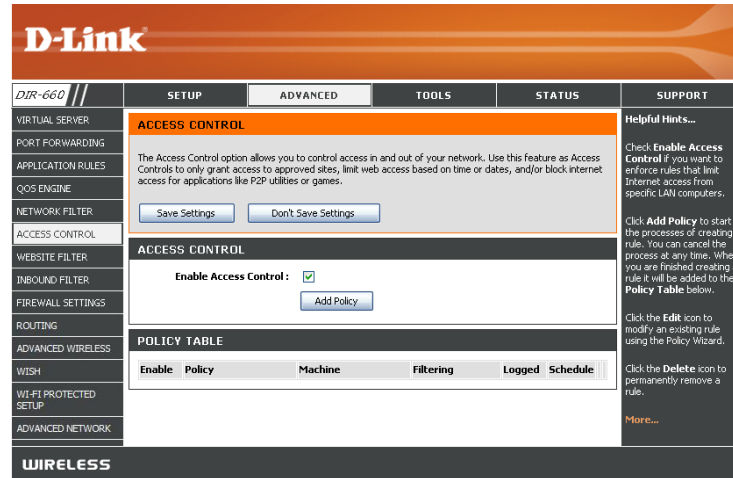 D-Link
DIR-660
SETUP
ADVANCED
TOOLS
STATUS
SUPPORT
VIRTUAL SERVER
PORT FORWARDING
APPLICATION RULES
QOS ENGINE
NETWORK FILTER
ACCESS CONTROL
WEBSITE FILTER
INBOUND FILTER
FIREWALL SETTINGS
ROUTING
ADVANCED WIRELESS
WISH
WI-FI PROTECTED
SETUP
ADVANCED NETWORK
ACCESS CONTROL
The Access Control option allows you to control access in and out of your network. Use this feature as Access
Controls to only grant access to approved sites, limit web access based on time or dates, and/or block internet
access for applications like P2P utilities or games.
Save Settings
Don't Save Settings
ACCESS CONTROL
Enable Access Control :
Add Policy
POLICY TABLE
Enable Policy Machine Filtering Logged Schedule
Helpful Hints...
Check Enable Access
Control if you want to
enforce rules that limit
Internet access from
specific LAN computers.
Click Add Policy to start
the processes of creating
rule. You can cancel the
process at any time. Whe
you are finished creating
rule it will be added to the
Policy Table below.
Click the Edit icon to
modify an existing rule
using the Policy Wizard.
Click the Delete icon to
permanently remove a
rule.
More...
WIRELESS